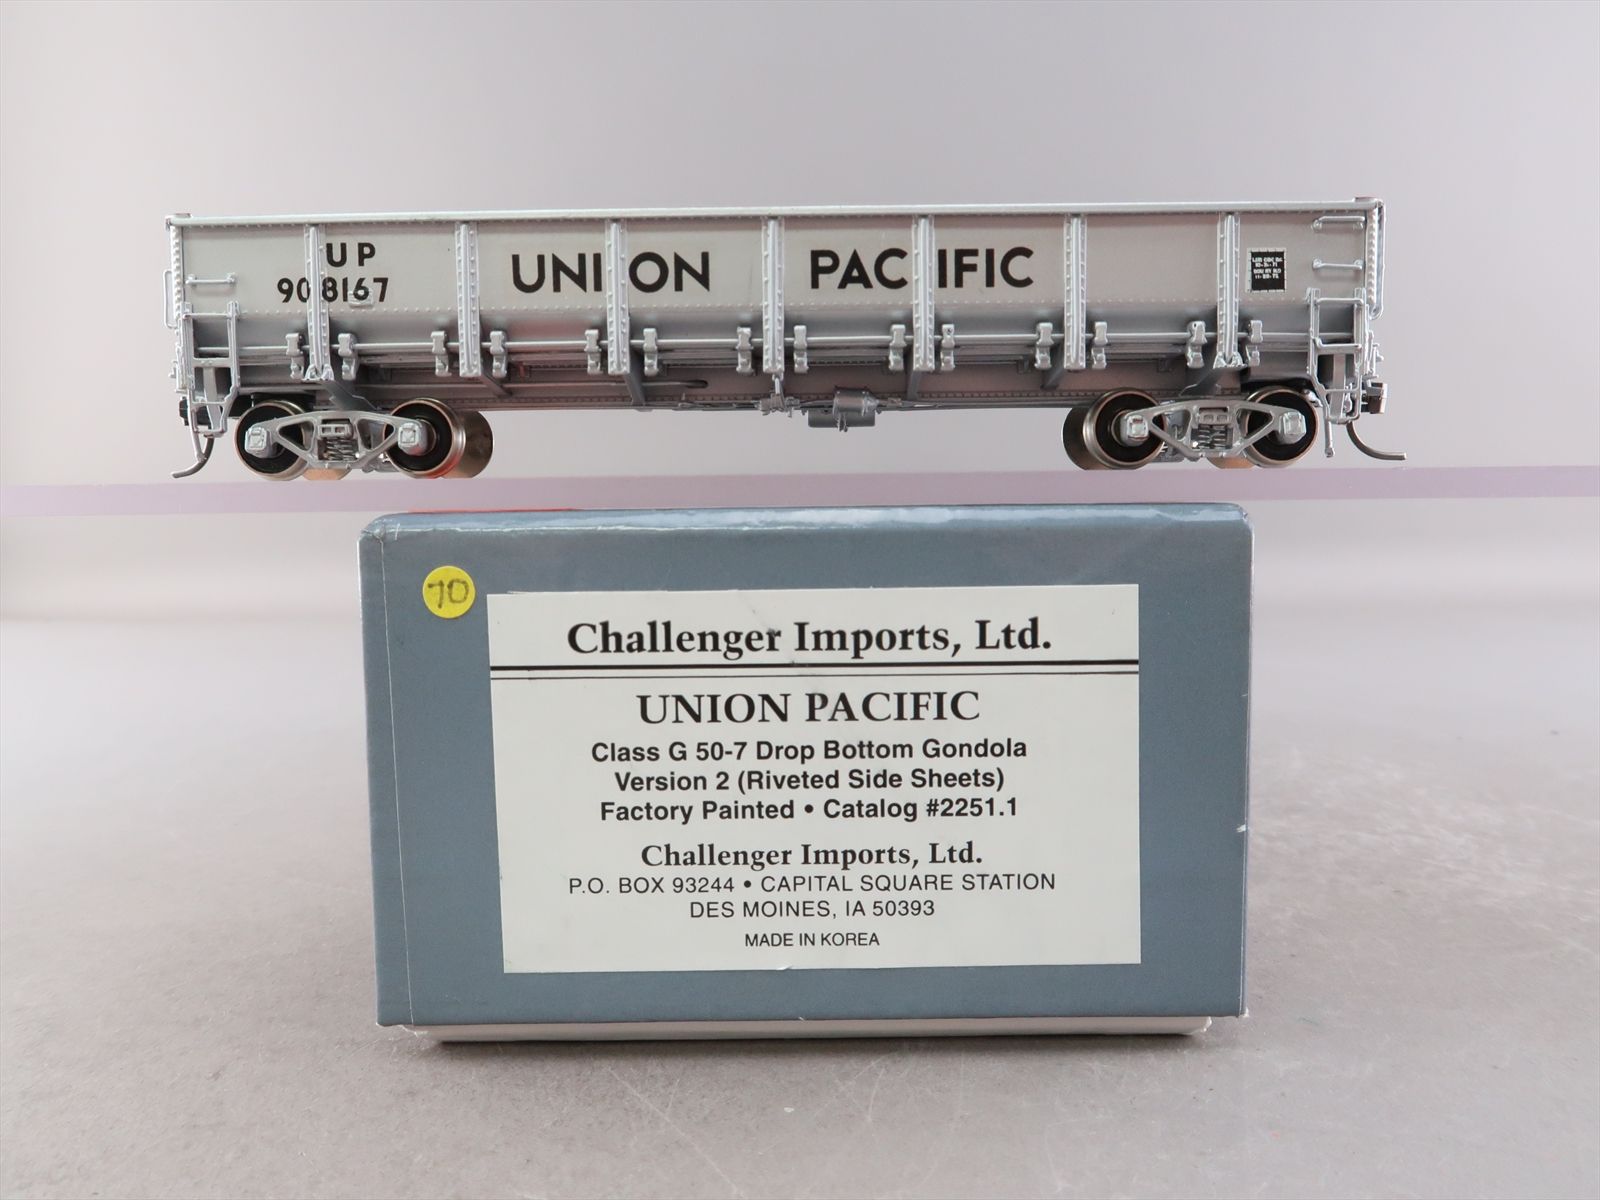 UP
908167
UNION PACIFIC
70
Challenger Imports, Ltd.
UNION PACIFIC
Class G 50-7 Drop Bottom Gondola
Version 2 (Riveted Side Sheets)
Factory Painted • Catalog #2251.1
Challenger Imports, Ltd.
P.O. BOX 93244 • CAPITAL SQUARE STATION
DES MOINES, IA 50393
MADE IN KOREA